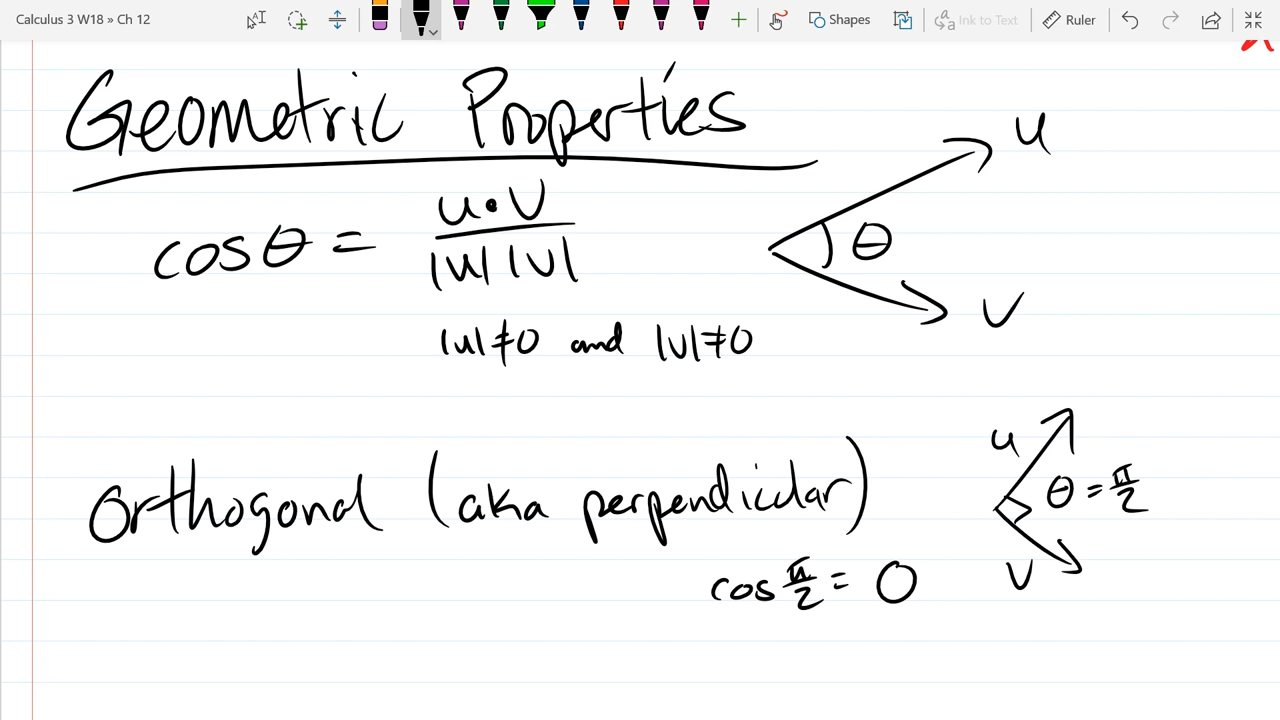 Calculus 3 W18 » Ch 12
Shapes
Ink to Text
Ruler
Geometric Properties
u
cosθ = u•v / |u| |v|
θ
v
|u|≠0 and |v|≠0
u
Orthogonal (aka perpendicular)
θ = π/2
v
cos π/2 = 0